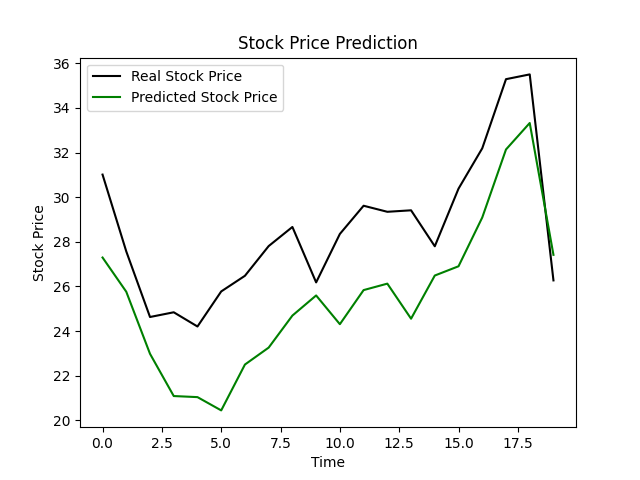 Stock Price Prediction
Real Stock Price
Predicted Stock Price
36
34
32
30
28
26
24
22
20
Stock Price
0.0 2.5 5.0 7.5 10.0 12.5 15.0 17.5
Time